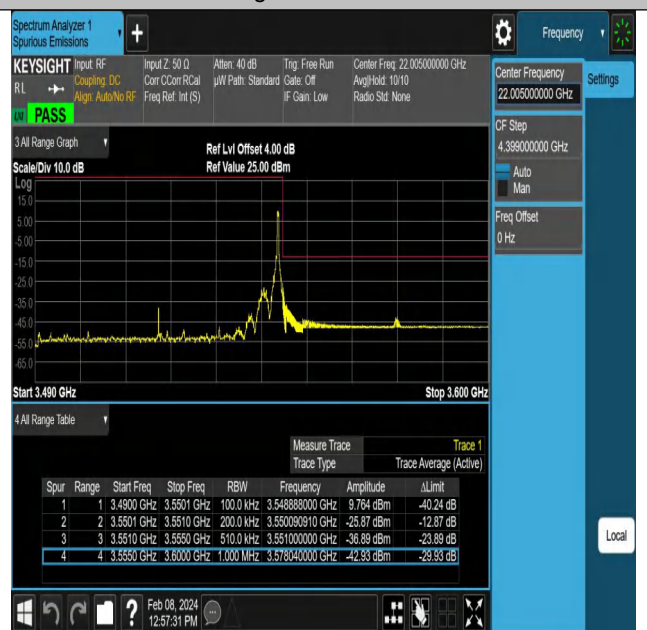 Spectrum Analyzer 1
Spurious Emissions
+
Frequency
KEYSIGHT Input: RF Input Z: 50 Ω Atten: 40 dB Trig: Free Run Center Freq: 22.005000000 GHz
RL Coupling: DC Corr CCorr RCal µW Path: Standard Gate: Off Avg|Hold: 10/10
Align: Auto/No RF Freq Ref: Int (S) IF Gain: Low Radio Std: None
LXI PASS
Center Frequency
22.005000000 GHz
Settings
CF Step
4.399000000 GHz
Auto
Man
Freq Offset
0 Hz
3 All Range Graph
Ref Lvl Offset 4.00 dB
Scale/Div 10.0 dB Ref Value 25.00 dBm
Log
15.0
5.00
-5.00
-15.0
-25.0
-35.0
-45.0
-55.0
-65.0
Start 3.490 GHz Stop 3.600 GHz
4 All Range Table
Measure Trace Trace 1
Trace Type Trace Average (Active)
Spur Range Start Freq Stop Freq RBW Frequency Amplitude ΔLimit
1 1 3.4900 GHz 3.5501 GHz 100.0 kHz 3.548888000 GHz 9.764 dBm -40.24 dB
2 2 3.5501 GHz 3.5510 GHz 200.0 kHz 3.550090910 GHz -25.87 dBm -12.87 dB
3 3 3.5510 GHz 3.5550 GHz 510.0 kHz 3.551000000 GHz -36.89 dBm -23.89 dB
4 4 3.5550 GHz 3.6000 GHz 1.000 MHz 3.578040000 GHz -42.93 dBm -29.93 dB
Local
? Feb 08, 2024
12:57:31 PM